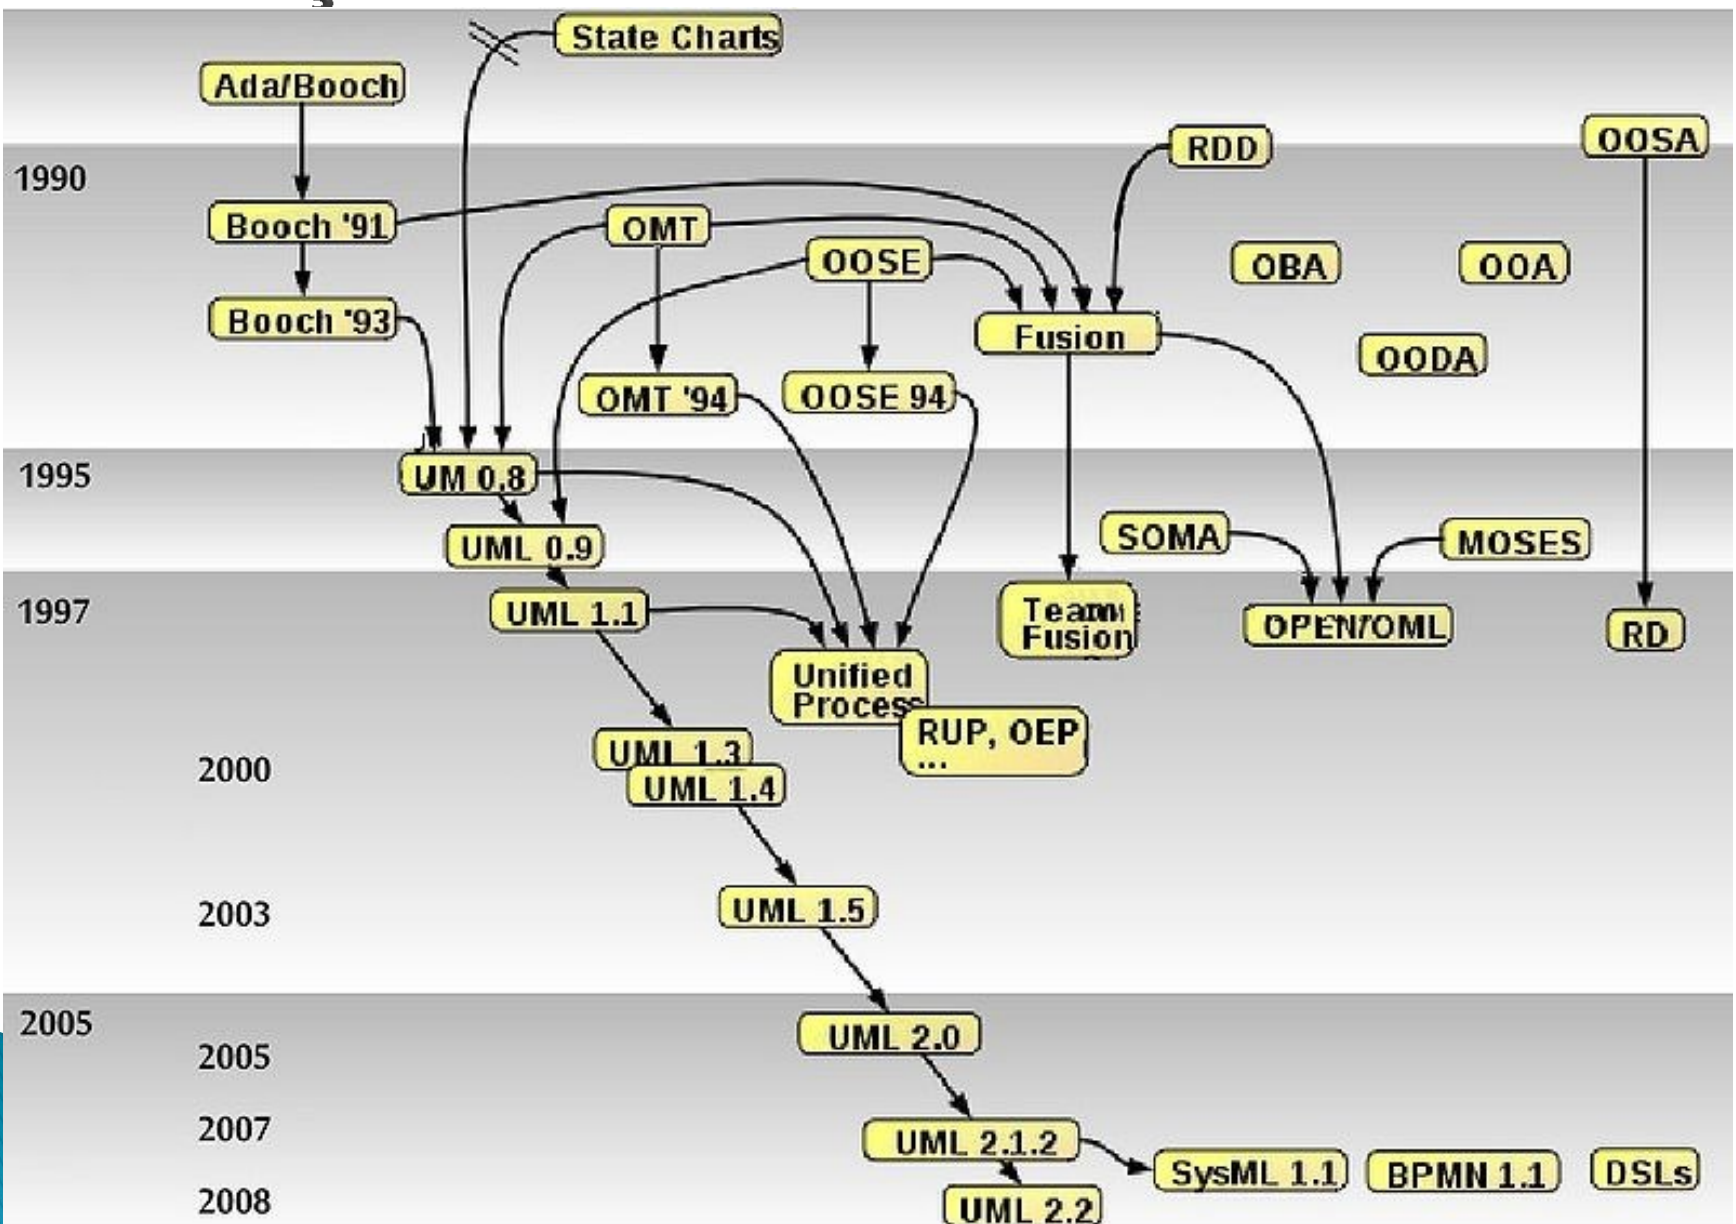 State Charts
Ada/Booch
OOSA
RDD
1990
Booch '91
OMT
OOSE
OBA
OOA
Booch '93
Fusion
OODA
OMT '94
OOSE 94
1995
UM 0.8
SOMA
MOSES
UML 0.9
1997
UML 1.1
Team
Fusion
OPEN/OML
RD
Unified
Process
RUP, OEP
...
UML 1.3
2000
UML 1.4
2003
UML 1.5
2005
UML 2.0
2005
2007
UML 2.1.2
SysML 1.1
BPMN 1.1
DSLs
2008
UML 2.2